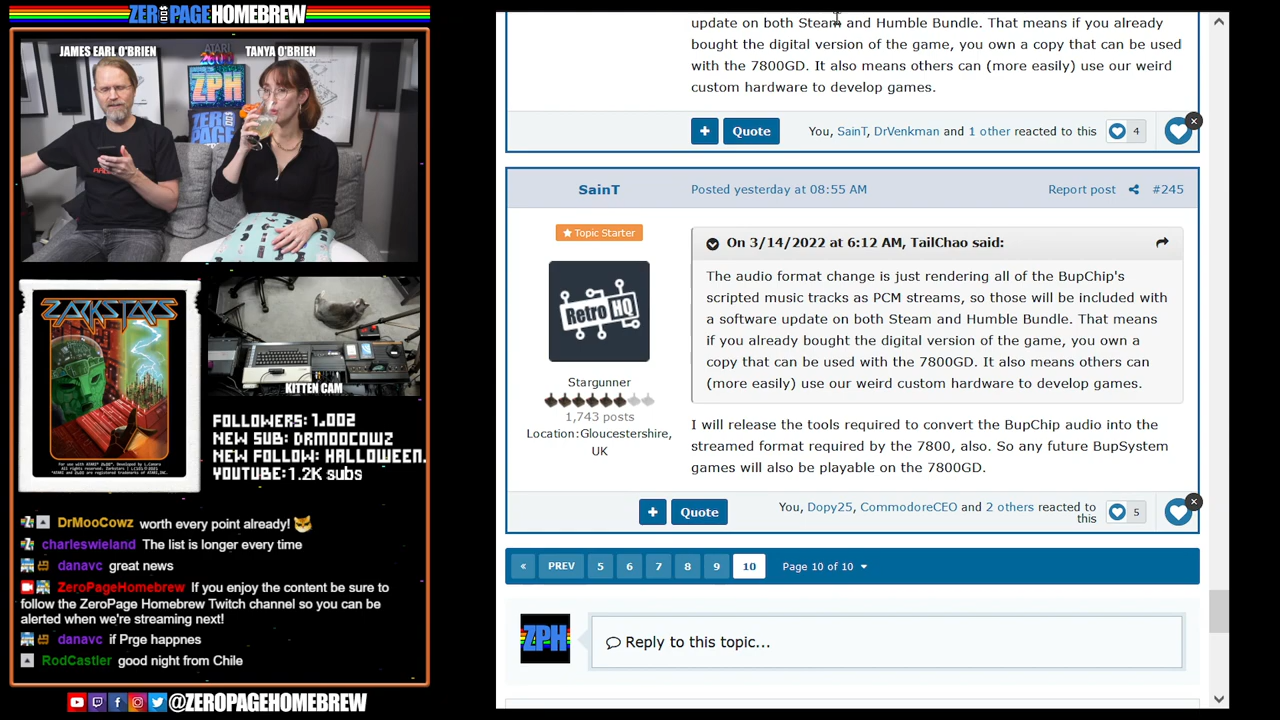 ZEROPAGEHOMEBREW
JAMES EARL O'BRIEN
TANYA O'BRIEN
ATARI
ZPH
ZERO
PAGE
ZARKSTARS
KITTEN CAM
FOLLOWERS: 1,002
NEW SUB: DRMOOCOWZ
NEW FOLLOW: HALLOWEEN.
YOUTUBE: 1.2K subs
DrMooCowz worth every point already!
charleswieland The list is longer every time
danavc great news
ZeroPageHomebrew If you enjoy the content be sure to
follow the ZeroPage Homebrew Twitch channel so you can be
alerted when we're streaming next!
danavc if Prge happnes
RodCastler good night from Chile
@ZEROPAGEHOMEBREW
update on both Steam and Humble Bundle. That means if you already
bought the digital version of the game, you own a copy that can be used
with the 7800GD. It also means others can (more easily) use our weird
custom hardware to develop games.
+ Quote You, SainT, DrVenkman and 1 other reacted to this 4
SainT
Posted yesterday at 08:55 AM Report post #245
Topic Starter
Retro HQ
Stargunner
1,743 posts
Location: Gloucestershire,
UK
On 3/14/2022 at 6:12 AM, TailChao said:
The audio format change is just rendering all of the BupChip's
scripted music tracks as PCM streams, so those will be included with
a software update on both Steam and Humble Bundle. That means
if you already bought the digital version of the game, you own a
copy that can be used with the 7800GD. It also means others can
(more easily) use our weird custom hardware to develop games.
I will release the tools required to convert the BupChip audio into the
streamed format required by the 7800, also. So any future BupSystem
games will also be playable on the 7800GD.
+ Quote You, Dopy25, CommodoreCEO and 2 others reacted to
this 5
« PREV 5 6 7 8 9 10 Page 10 of 10
ZPH
Reply to this topic...